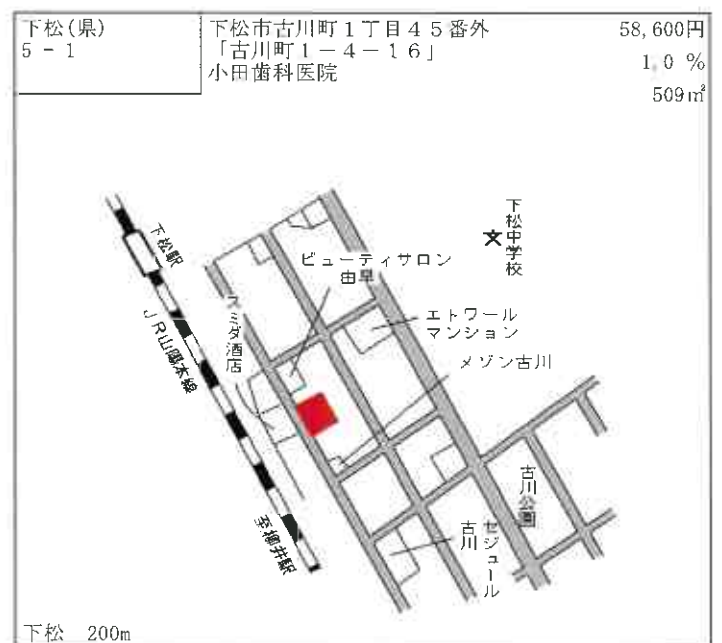 下松(県)
5-1
下松市古川町1丁目45番外
「古川町1-4-16」
小田歯科医院
58,600円
1.0 %
509㎡
下松中学校
下松駅
ビューティサロン
由早
スミダ酒店
エトワール
マンション
JR山陽本線
メゾン古川
古川公園
セジュール
古川
至柳井駅
下松 200m